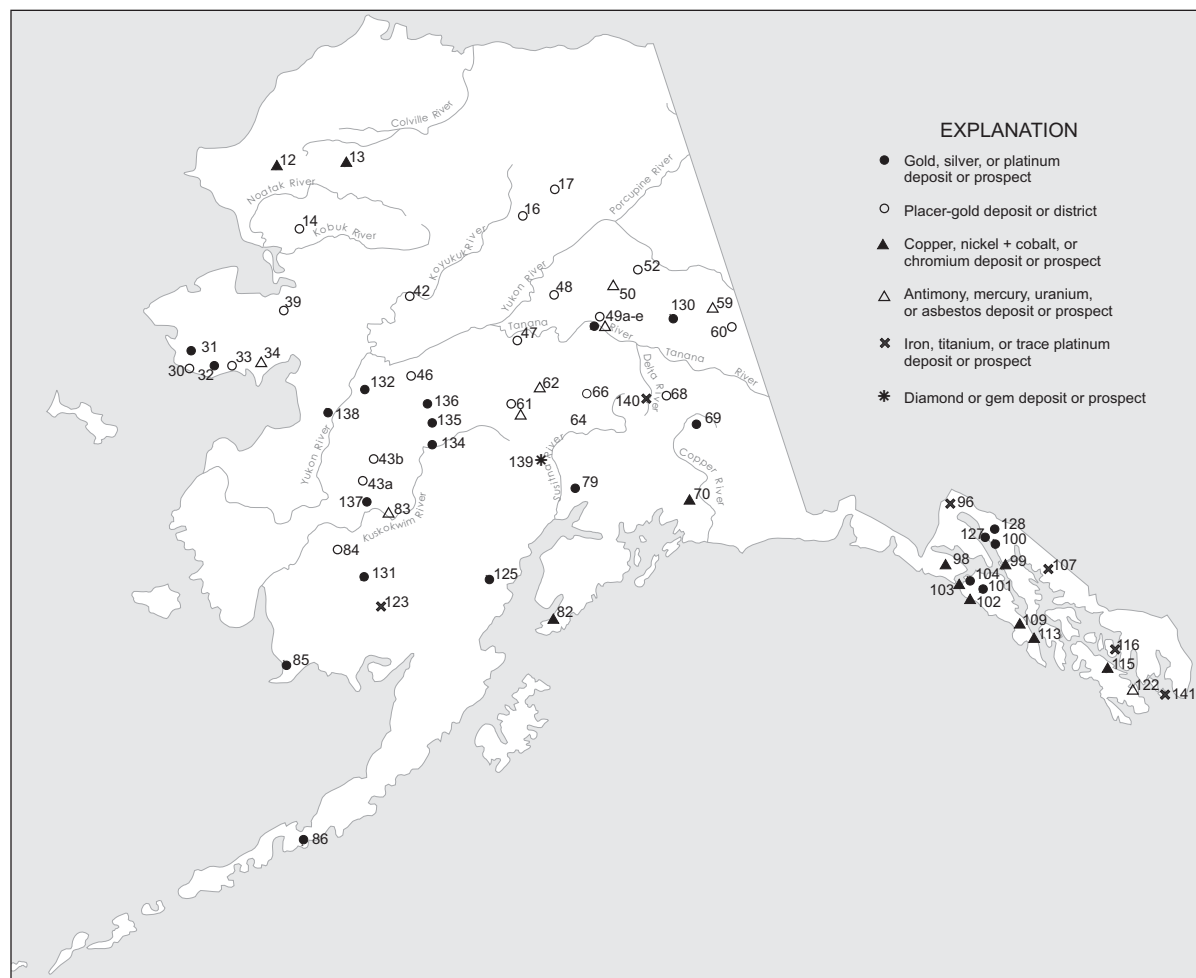 Colville River
12
13
EXPLANATION
Gold, silver, or platinum
deposit or prospect
Noatak River
17
Porcupine River
16
Placer-gold deposit or district
14
Kobuk River
Koyukuk River
Copper, nickel + cobalt, or
chromium deposit or prospect
52
Yukon River
42
48
50
Antimony, mercury, uranium,
or asbestos deposit or prospect
59
39
49a-e
130
60
Tanana
River
47
Iron, titanium, or trace platinum
deposit or prospect
31
33
34
30
32
Tanana
River
Delta River
132
46
62
66
140
68
Diamond or gem deposit or prospect
136
61
138
135
64
69
134
Yukon River
43b
139
Susitna River
Copper River
43a
79
70
137
83
96
Kuskokwim River
128
127
100
84
98
99
107
131
125
104
103
101
123
102
82
109
113
116
85
115
122
141
86